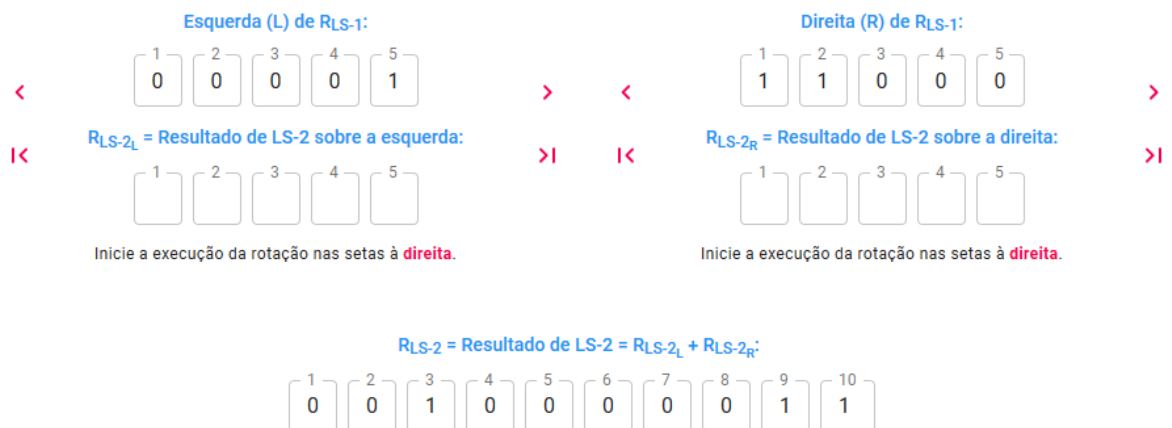 Esquerda (L) de RLS-1:
1 2 3 4 5
0 0 0 0 1
RLS-2L = Resultado de LS-2 sobre a esquerda:
1 2 3 4 5
Inicie a execução da rotação nas setas à direita.
Direita (R) de RLS-1:
1 2 3 4 5
1 1 0 0 0
RLS-2R = Resultado de LS-2 sobre a direita:
1 2 3 4 5
Inicie a execução da rotação nas setas à direita.
RLS-2 = Resultado de LS-2 = RLS-2L + RLS-2R:
1 2 3 4 5 6 7 8 9 10
0 0 1 0 0 0 0 0 1 1